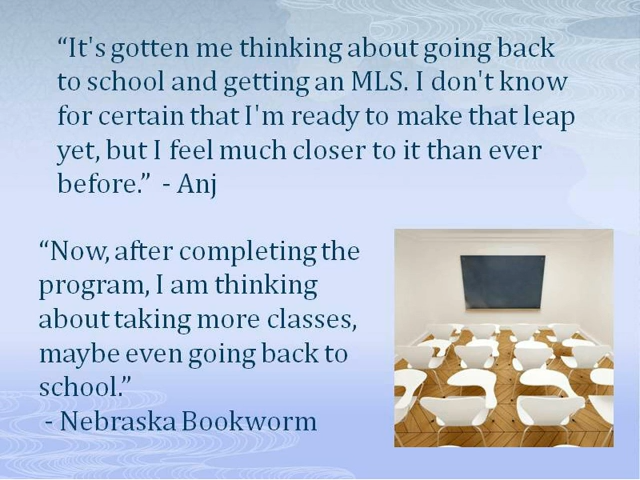 “It's gotten me thinking about going back
to school and getting an MLS. I don't know
for certain that I'm ready to make that leap
yet, but I feel much closer to it than ever
before.”  - Anj
“Now, after completing the
program, I am thinking
about taking more classes,
maybe even going back to
school.”
- Nebraska Bookworm